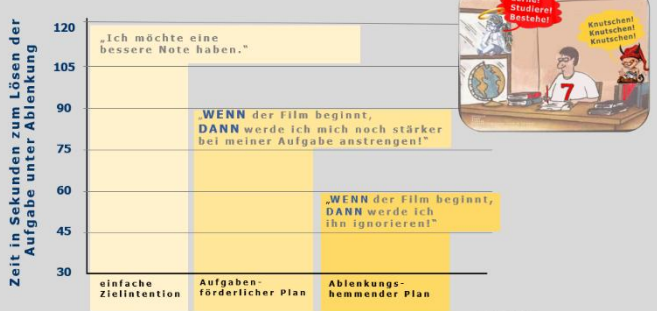 Zeit in Sekunden zum Lösen der
Aufgabe unter Ablenkung
120
105
90
75
60
45
30
„Ich möchte eine
bessere Note haben."
„WENN der Film beginnt,
DANN werde ich mich noch stärker
bei meiner Aufgabe anstrengen!"
„WENN der Film beginnt,
DANN werde ich
ihn ignorieren!"
einfache
Zielintention
Aufgaben-
förderlicher Plan
Ablenkungs-
hemmender Plan
Studiere!
Bestehe!
Knutschen!
Knutschen!
Knutschen!
7